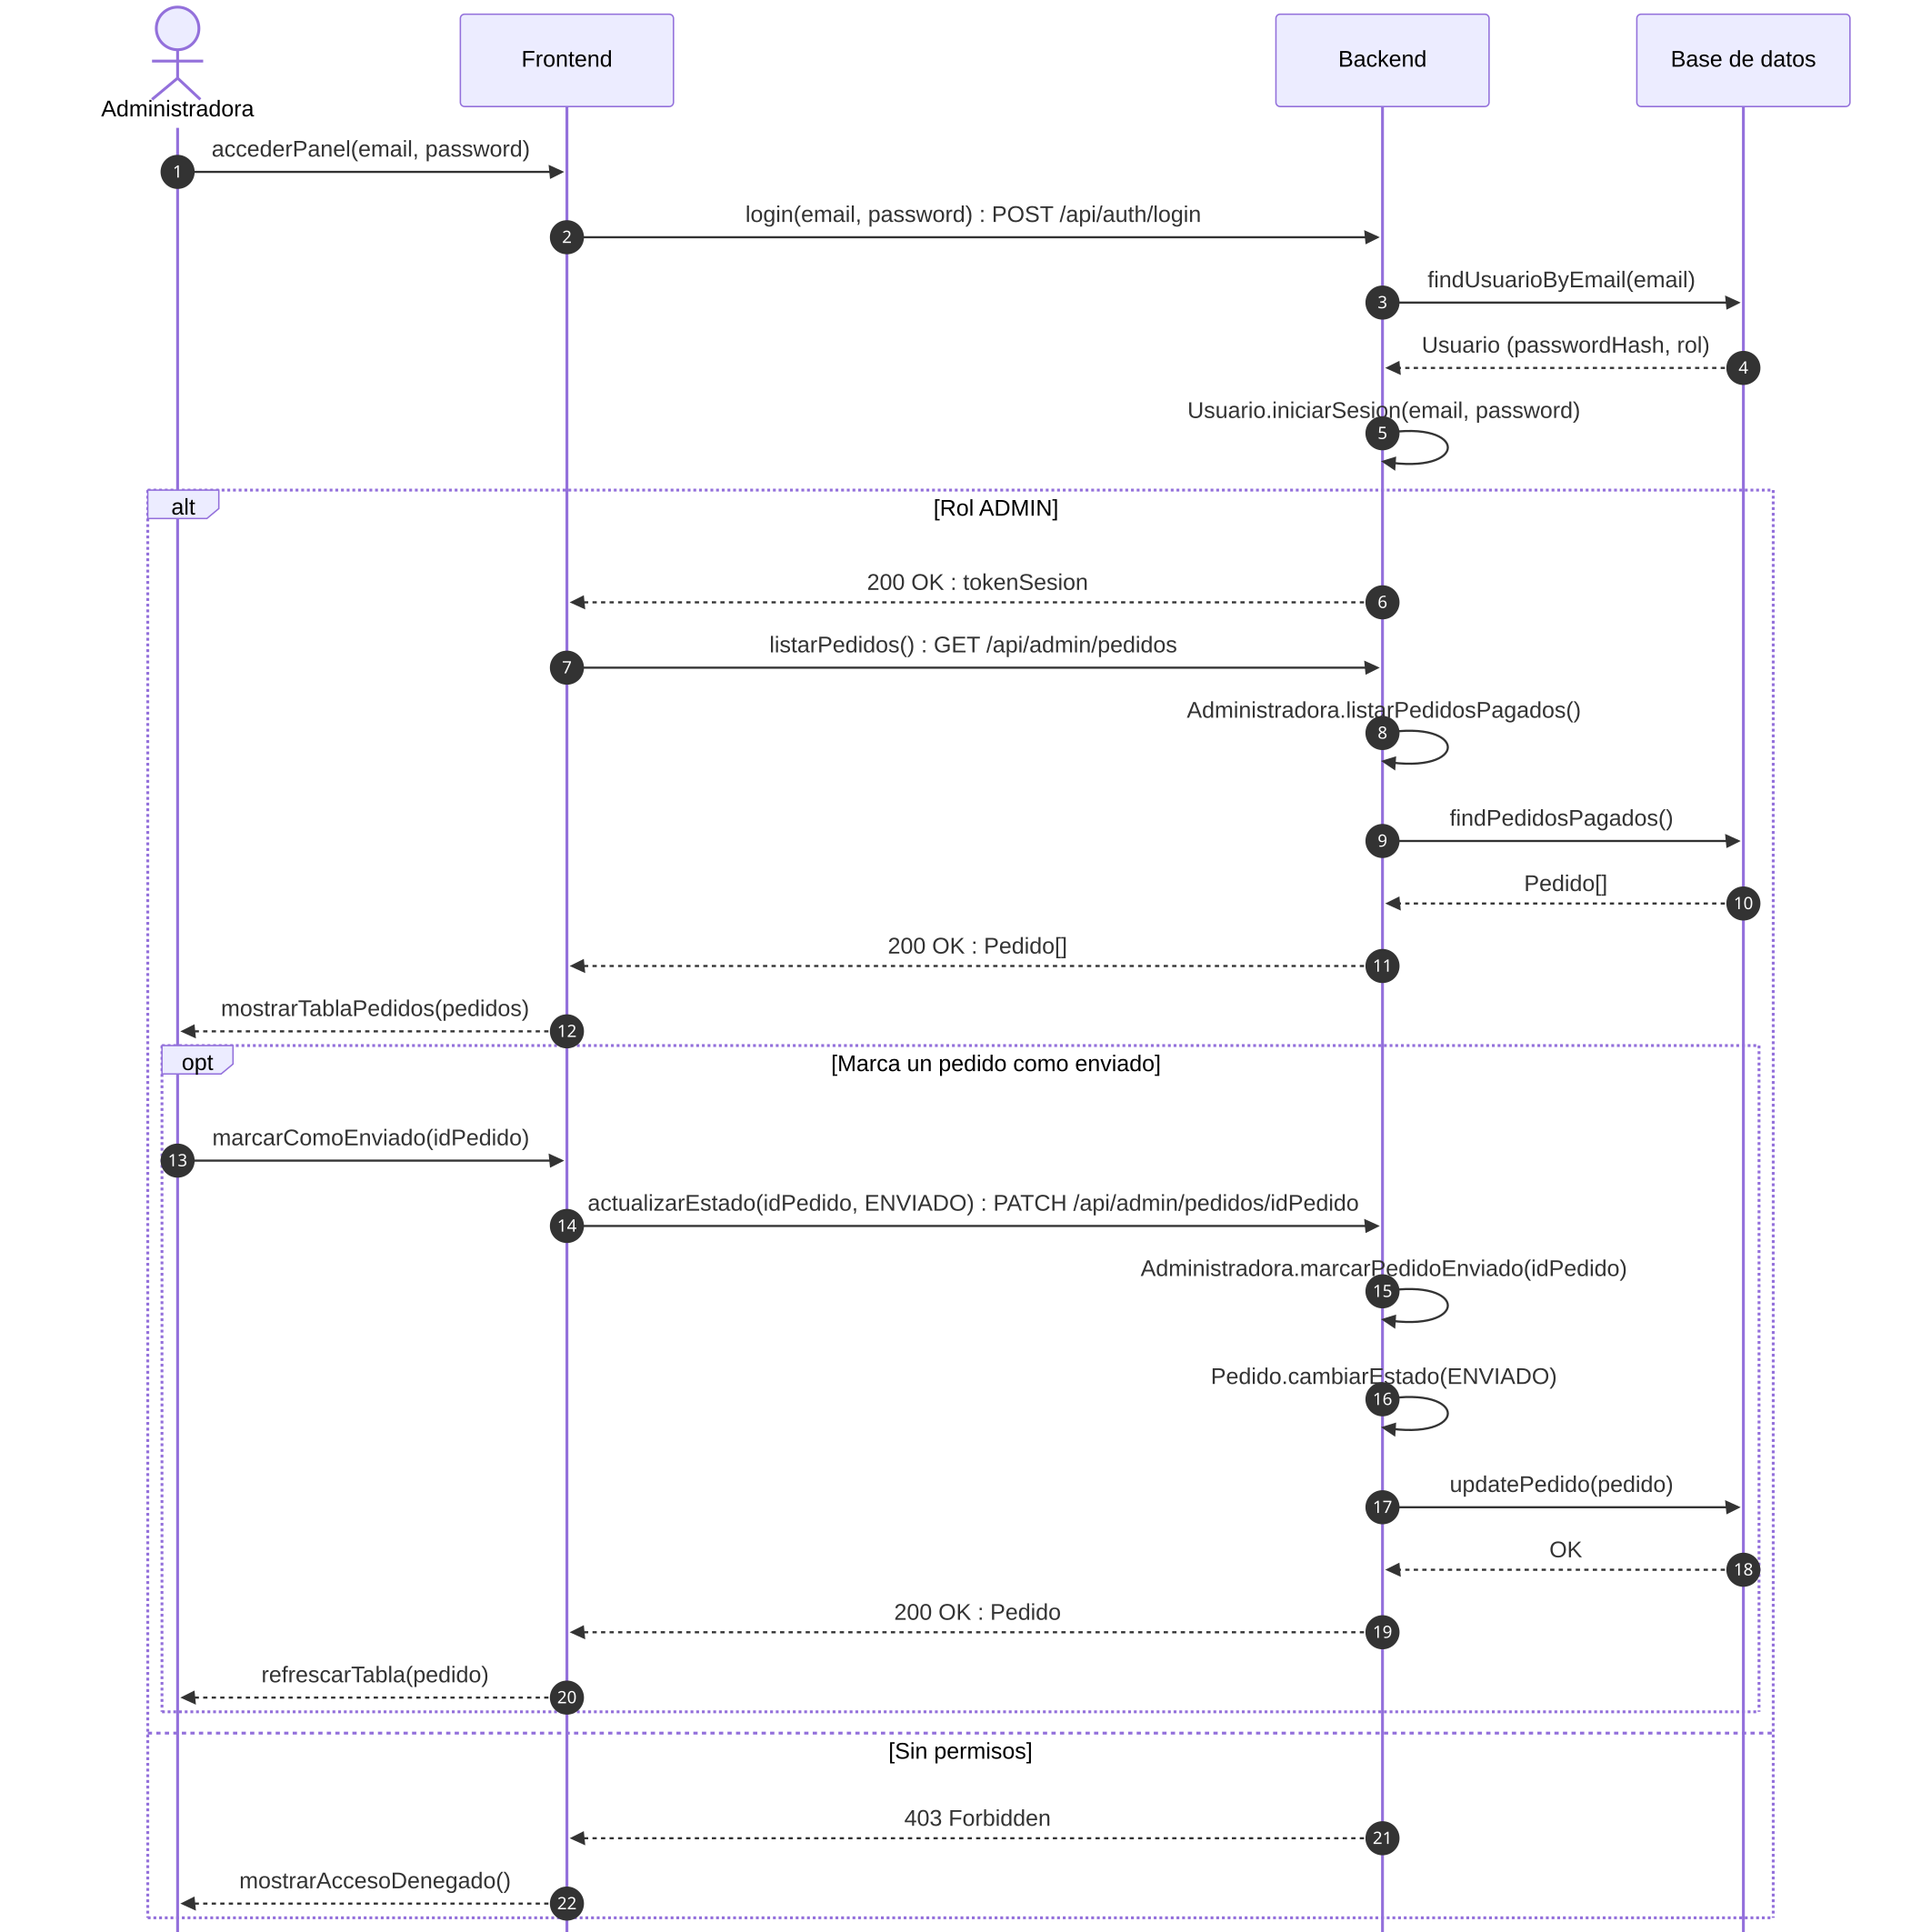 Administradora
Frontend
Backend
Base de datos
accederPanel(email, password)
1
login(email, password) : POST /api/auth/login
2
findUsuarioByEmail(email)
3
Usuario (passwordHash, rol)
4
Usuario.iniciarSesion(email, password)
5
alt
[Rol ADMIN]
200 OK : tokenSesion
6
listarPedidos() : GET /api/admin/pedidos
7
Administradora.listarPedidosPagados()
8
findPedidosPagados()
9
Pedido[]
10
200 OK : Pedido[]
11
mostrarTablaPedidos(pedidos)
12
opt
[Marca un pedido como enviado]
marcarComoEnviado(idPedido)
13
actualizarEstado(idPedido, ENVIADO) : PATCH /api/admin/pedidos/idPedido
14
Administradora.marcarPedidoEnviado(idPedido)
15
Pedido.cambiarEstado(ENVIADO)
16
updatePedido(pedido)
17
OK
18
200 OK : Pedido
19
refrescarTabla(pedido)
20
[Sin permisos]
403 Forbidden
21
mostrarAccesoDenegado()
22